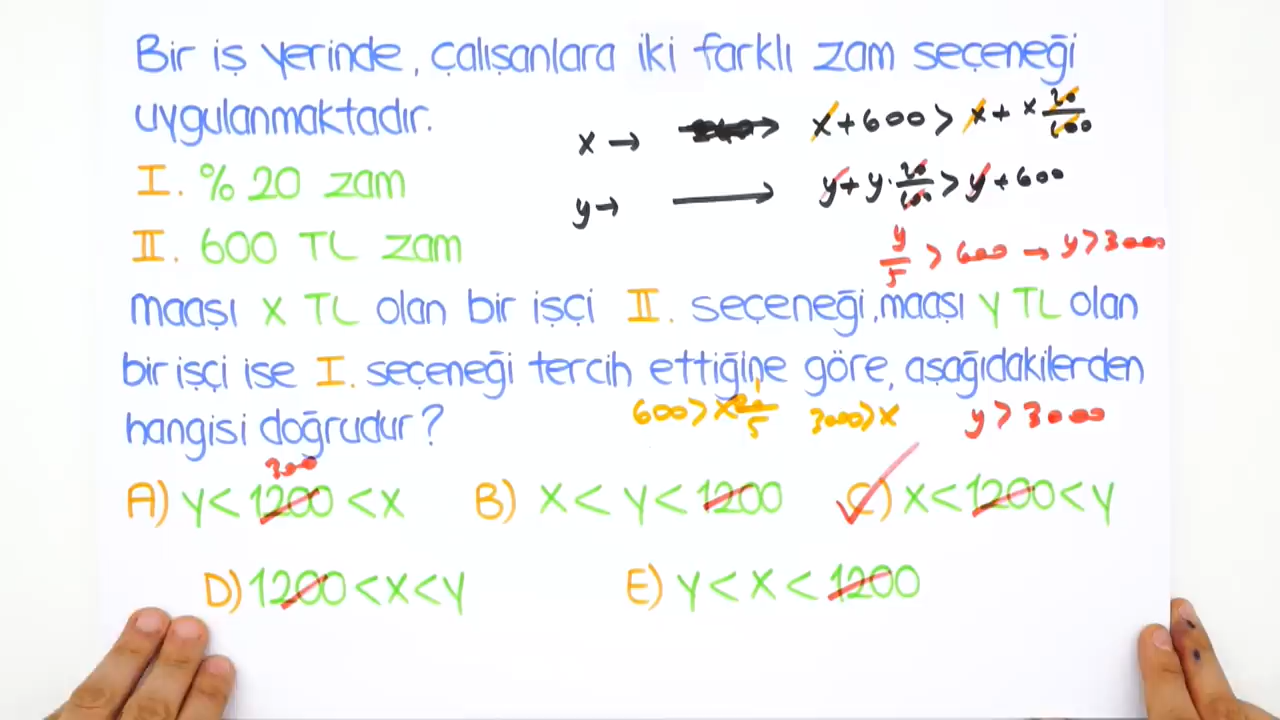 Bir iş yerinde, çalışanlara iki farklı zam seçeneği
uygulanmaktadır.
x → → x + 600 > x + x 20/100
I. % 20 zam
y → → y + y · 20/100 > y + 600
II. 600 TL zam
y/5 > 600 → y > 3000
maaşı x TL olan bir işçi II. seçeneği, maaşı y TL olan
bir işçi ise I. seçeneği tercih ettiğine göre, aşağıdakilerden
hangisi doğrudur?
600 > x 1/5 3000 > x y > 3000
300
A) y < 1200 < x B) x < y < 1200 C) x < 1200 < y
D) 1200 < x < y E) y < x < 1200